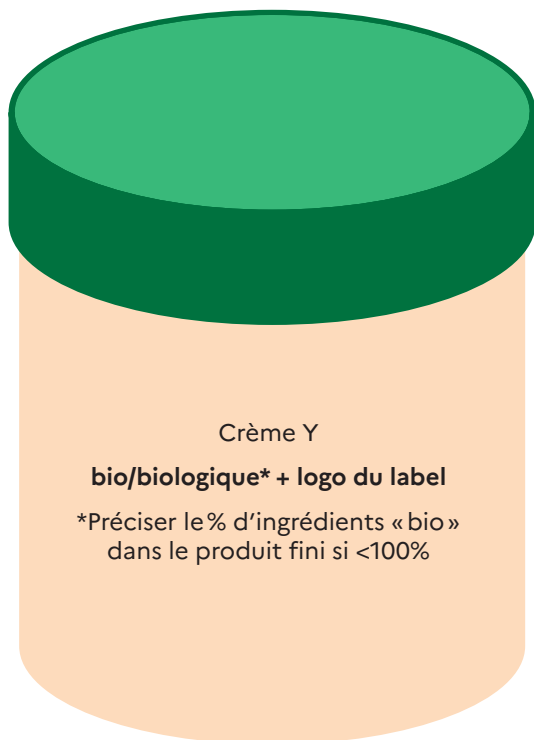 Crème Y
bio/biologique* + logo du label
*Préciser le % d’ingrédients « bio »
dans le produit fini si <100%